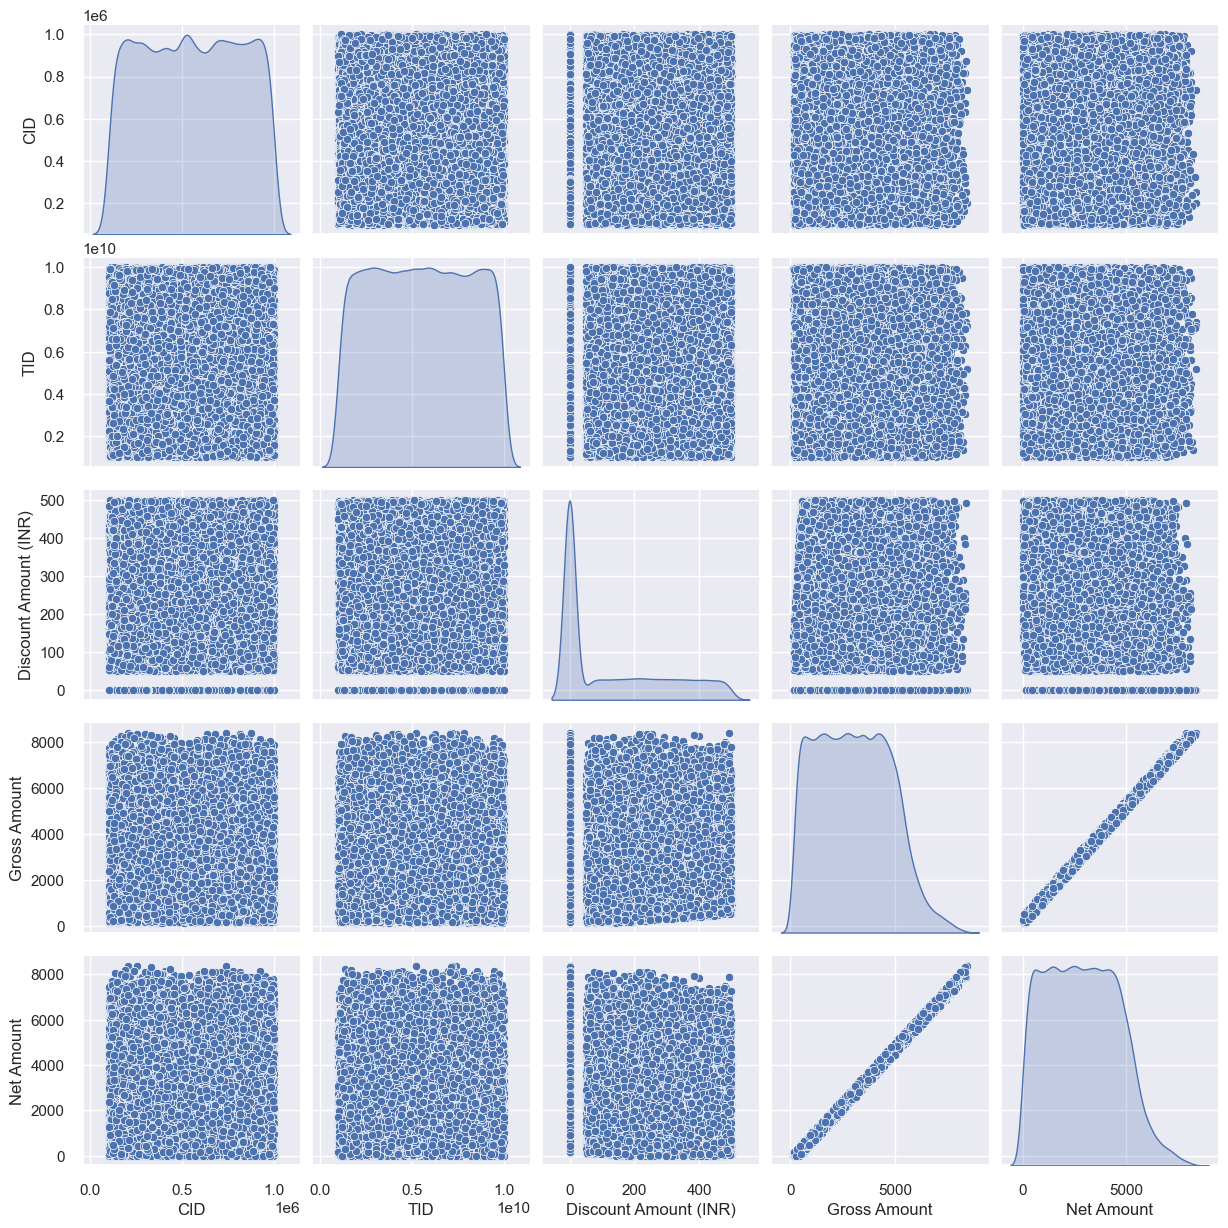 1e6
1.0
0.8
0.6
0.4
0.2
CID
1e10
1.0
0.8
0.6
0.4
0.2
TID
500
400
300
200
100
0
Discount Amount (INR)
8000
6000
4000
2000
0
Gross Amount
8000
6000
4000
2000
0
Net Amount
0.0 0.5 1.0 0.0 0.5 1.0 0 200 400 0 5000 0 5000
1e6 1e10
CID TID Discount Amount (INR) Gross Amount Net Amount